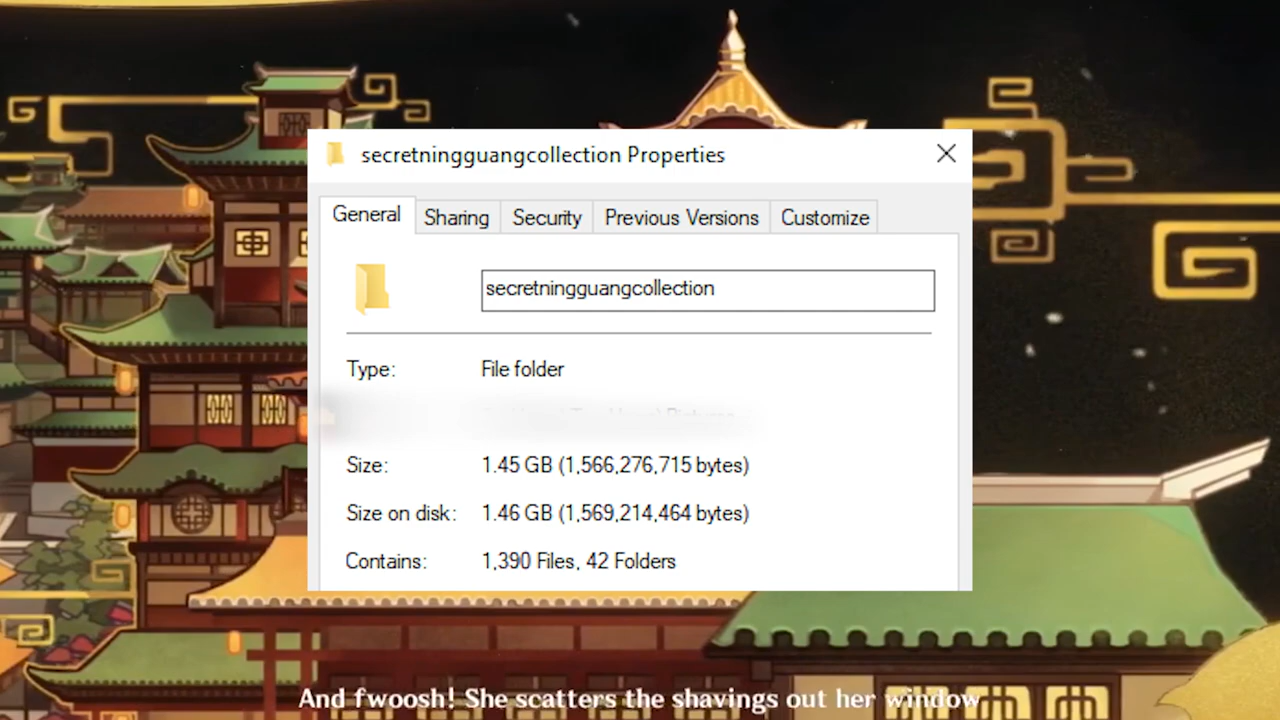 secretningguangcollection Properties
General Sharing Security Previous Versions Customize
secretningguangcollection
Type: File folder
Size: 1.45 GB (1,566,276,715 bytes)
Size on disk: 1.46 GB (1,569,214,464 bytes)
Contains: 1,390 Files, 42 Folders
And fwoosh! She scatters the shavings out her window